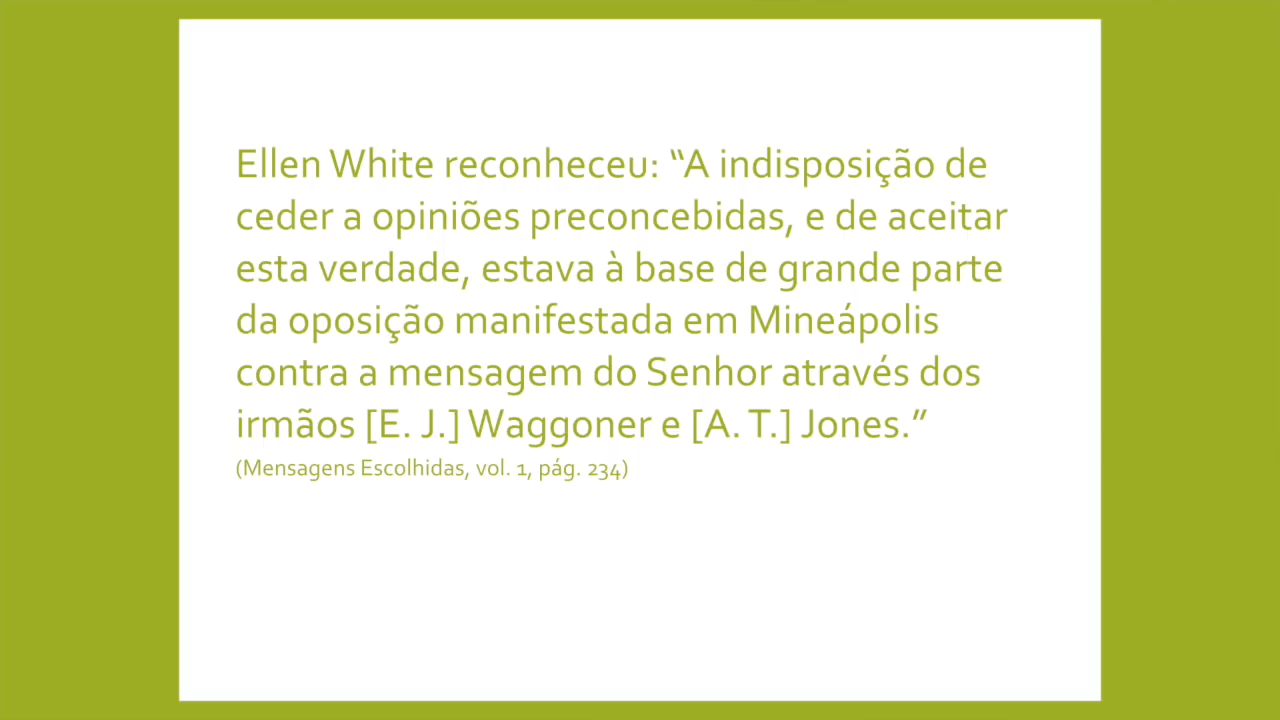 Ellen White reconheceu: “A indisposição de
ceder a opiniões preconcebidas, e de aceitar
esta verdade, estava à base de grande parte
da oposição manifestada em Mineápolis
contra a mensagem do Senhor através dos
irmãos [E. J.] Waggoner e [A. T.] Jones.”
(Mensagens Escolhidas, vol. 1, pág. 234)